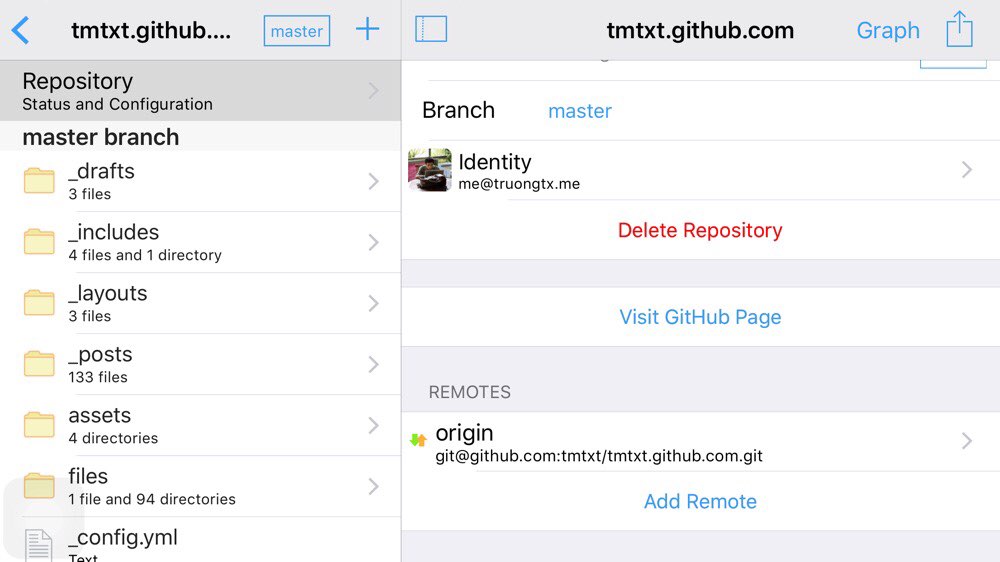 tmtxt.github....
master
Repository
Status and Configuration
master branch
_drafts
3 files
_includes
4 files and 1 directory
_layouts
3 files
_posts
133 files
assets
4 directories
files
1 file and 94 directories
_config.yml
Text
tmtxt.github.com
Graph
Branch
master
Identity
me@truongtx.me
Delete Repository
Visit GitHub Page
REMOTES
origin
git@github.com:tmtxt/tmtxt.github.com.git
Add Remote